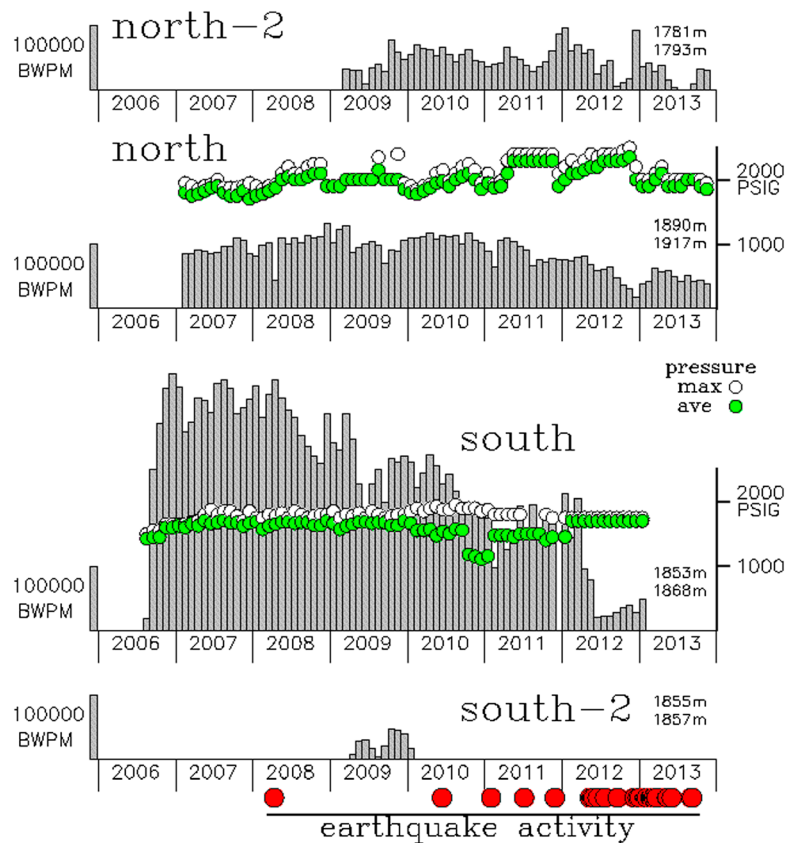 north-2
1781m
1793m
100000
BWPM
2006 2007 2008 2009 2010 2011 2012 2013
north
2000
PSIG
1890m
1917m
1000
100000
BWPM
2006 2007 2008 2009 2010 2011 2012 2013
pressure
max
ave
south
2000
PSIG
1000
1853m
1868m
100000
BWPM
2006 2007 2008 2009 2010 2011 2012 2013
south-2
1855m
1857m
100000
BWPM
2006 2007 2008 2009 2010 2011 2012 2013
earthquake activity